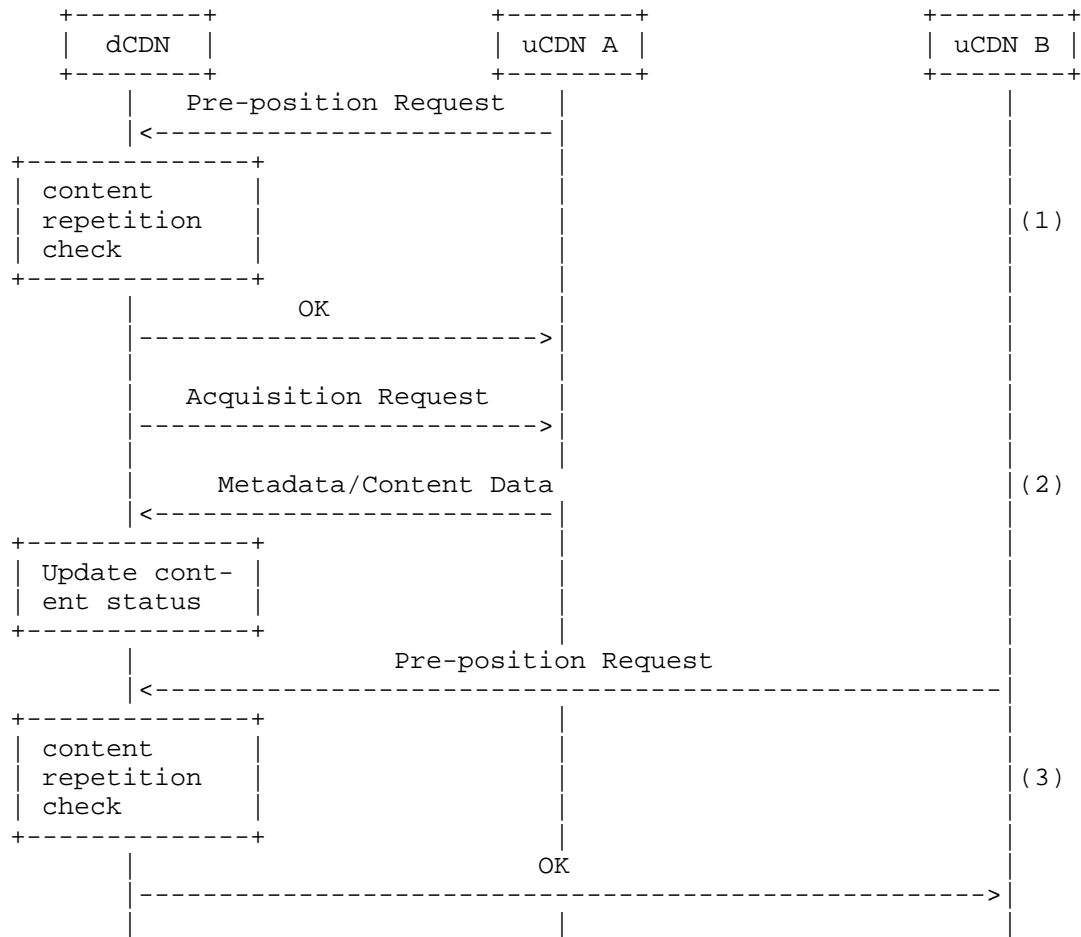 dCDN uCDN A uCDN B
Pre-position Request
content
repetition (1)
check
OK
Acquisition Request
Metadata/Content Data (2)
Update cont-
ent status
Pre-position Request
content
repetition (3)
check
OK